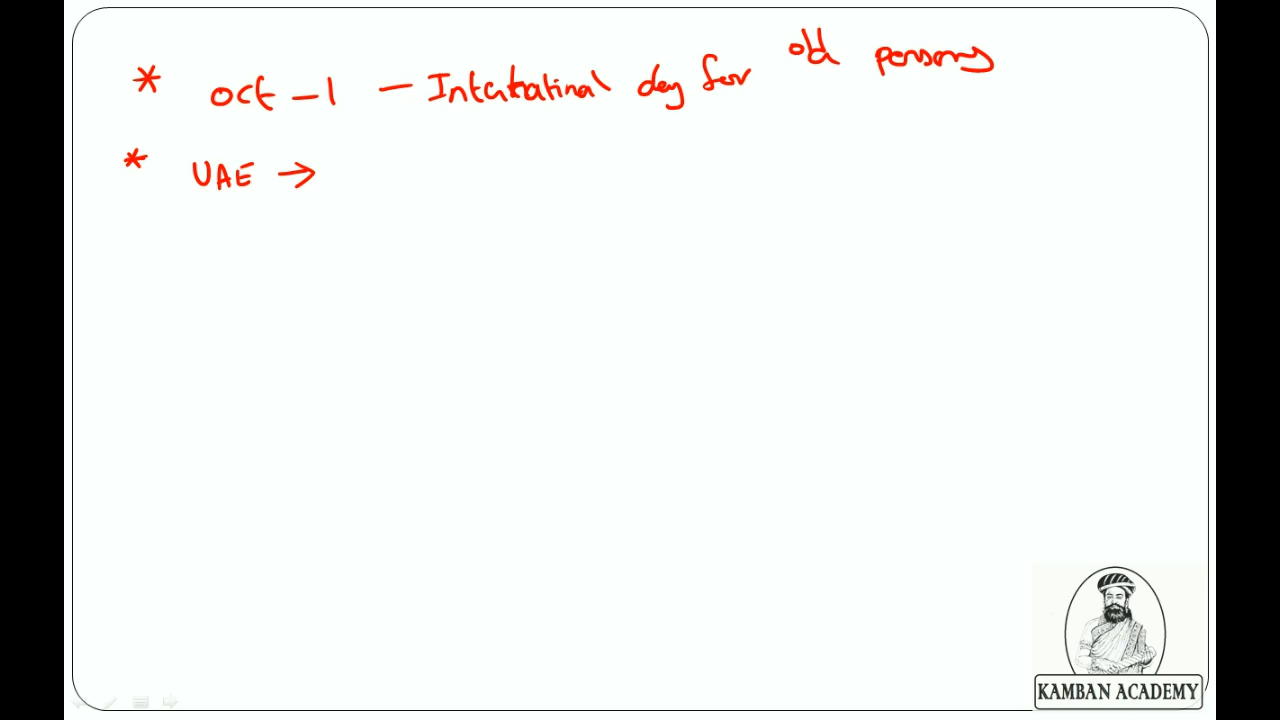 * oct - 1 - International day for old persons
* UAE →
KAMBAN ACADEMY